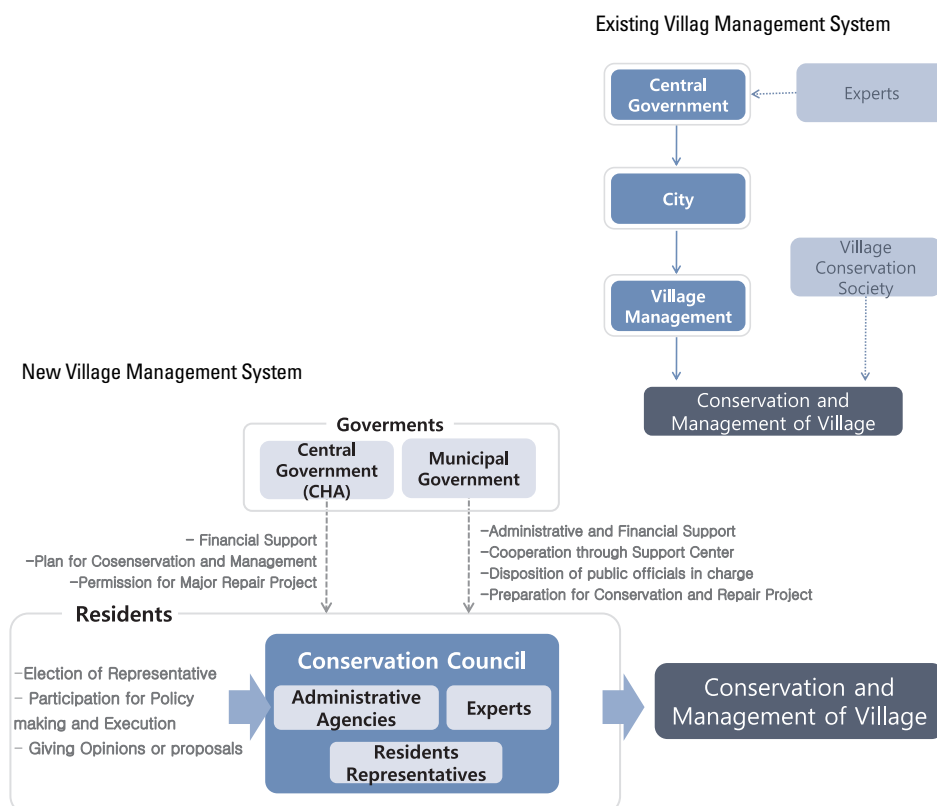 Existing Villag Management System
Central
Government
Experts
City
Village
Management
Village
Conservation
Society
Conservation and
Management of Village
New Village Management System
Goverments
Central
Government
(CHA)
Municipal
Government
- Financial Support
-Plan for Cosenservation and Management
-Permission for Major Repair Project
-Administrative and Financial Support
-Cooperation through Support Center
-Disposition of public officials in charge
-Preparation for Conservation and Repair Project
Residents
-Election of Representative
- Participation for Policy
making and Execution
- Giving Opinions or proposals
Conservation Council
Administrative
Agencies
Experts
Residents
Representatives
Conservation and
Management of Village